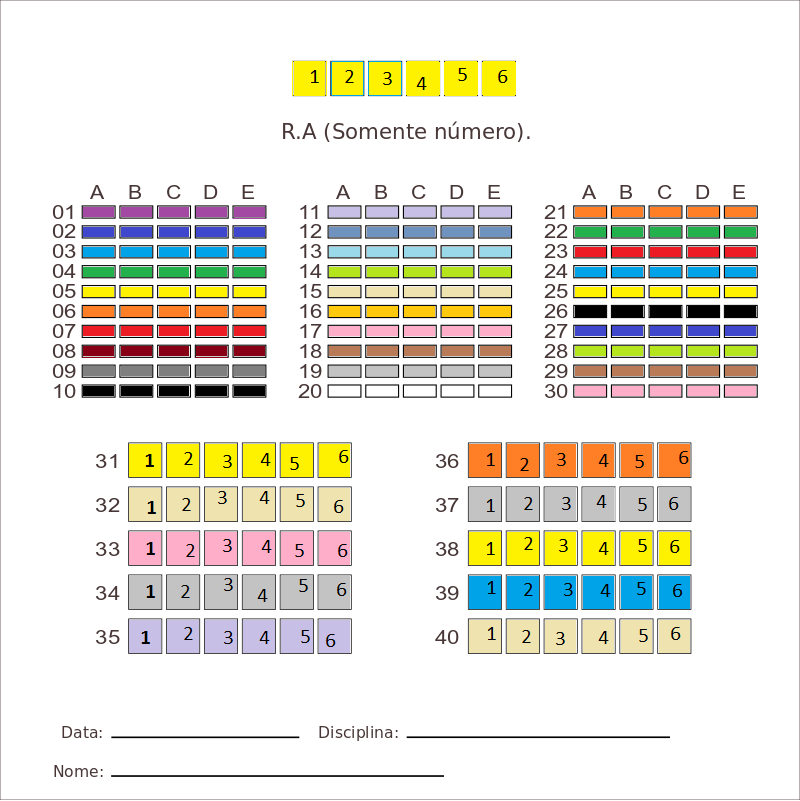 1 2 3 4 5 6
R.A (Somente número).
A B C D E A B C D E A B C D E
01 11 21
02 12 22
03 13 23
04 14 24
05 15 25
06 16 26
07 17 27
08 18 28
09 19 29
10 20 30
31 1 2 3 4 5 6 36 1 2 3 4 5 6
32 1 2 3 4 5 6 37 1 2 3 4 5 6
33 1 2 3 4 5 6 38 1 2 3 4 5 6
34 1 2 3 4 5 6 39 1 2 3 4 5 6
35 1 2 3 4 5 6 40 1 2 3 4 5 6
Data: Disciplina:
Nome: